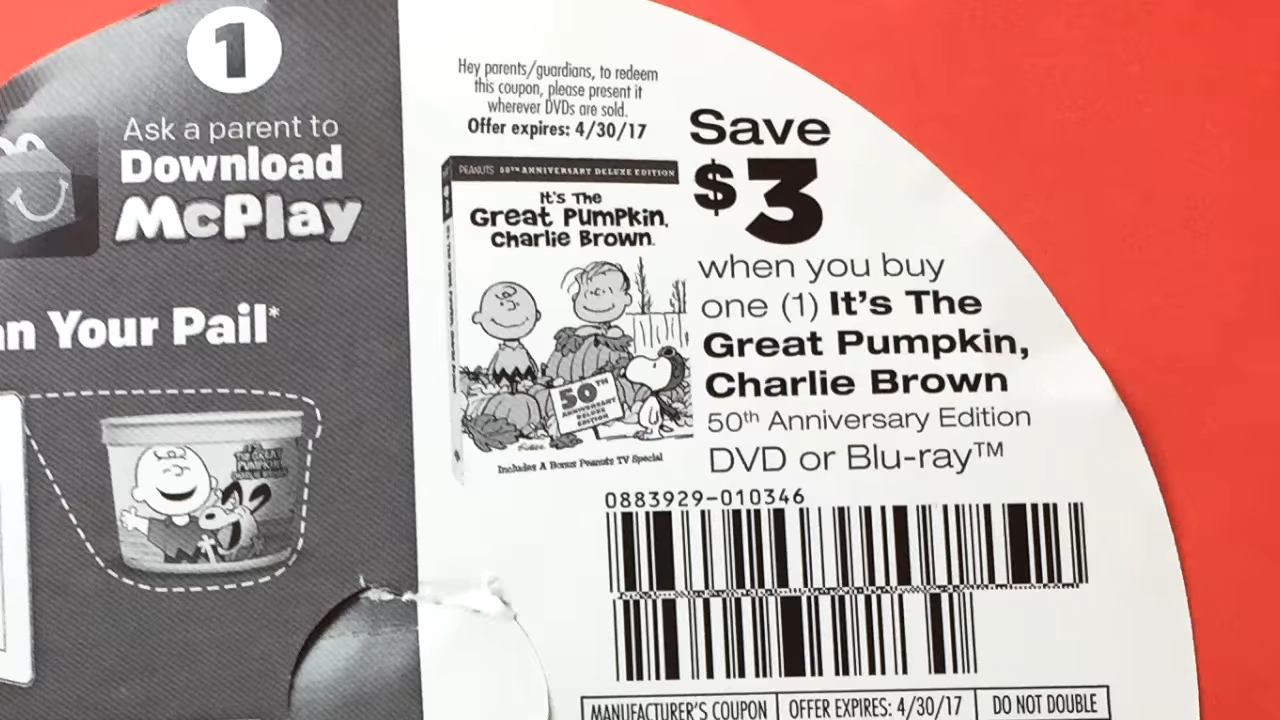 1
Ask a parent to
Download
McPlay
n Your Pail*
Hey parents/guardians, to redeem
this coupon, please present it
wherever DVDs are sold.
Offer expires: 4/30/17
PEANUTS 50TH ANNIVERSARY DELUXE EDITION
It's The
Great Pumpkin,
Charlie Brown.
50TH
ANNIVERSARY
DELUXE
EDITION
Includes A Bonus Peanuts TV Special
Save
$3
when you buy
one (1) It's The
Great Pumpkin,
Charlie Brown
50th Anniversary Edition
DVD or Blu-ray™
0883929-010346
MANUFACTURER'S COUPON
OFFER EXPIRES: 4/30/17
DO NOT DOUBLE